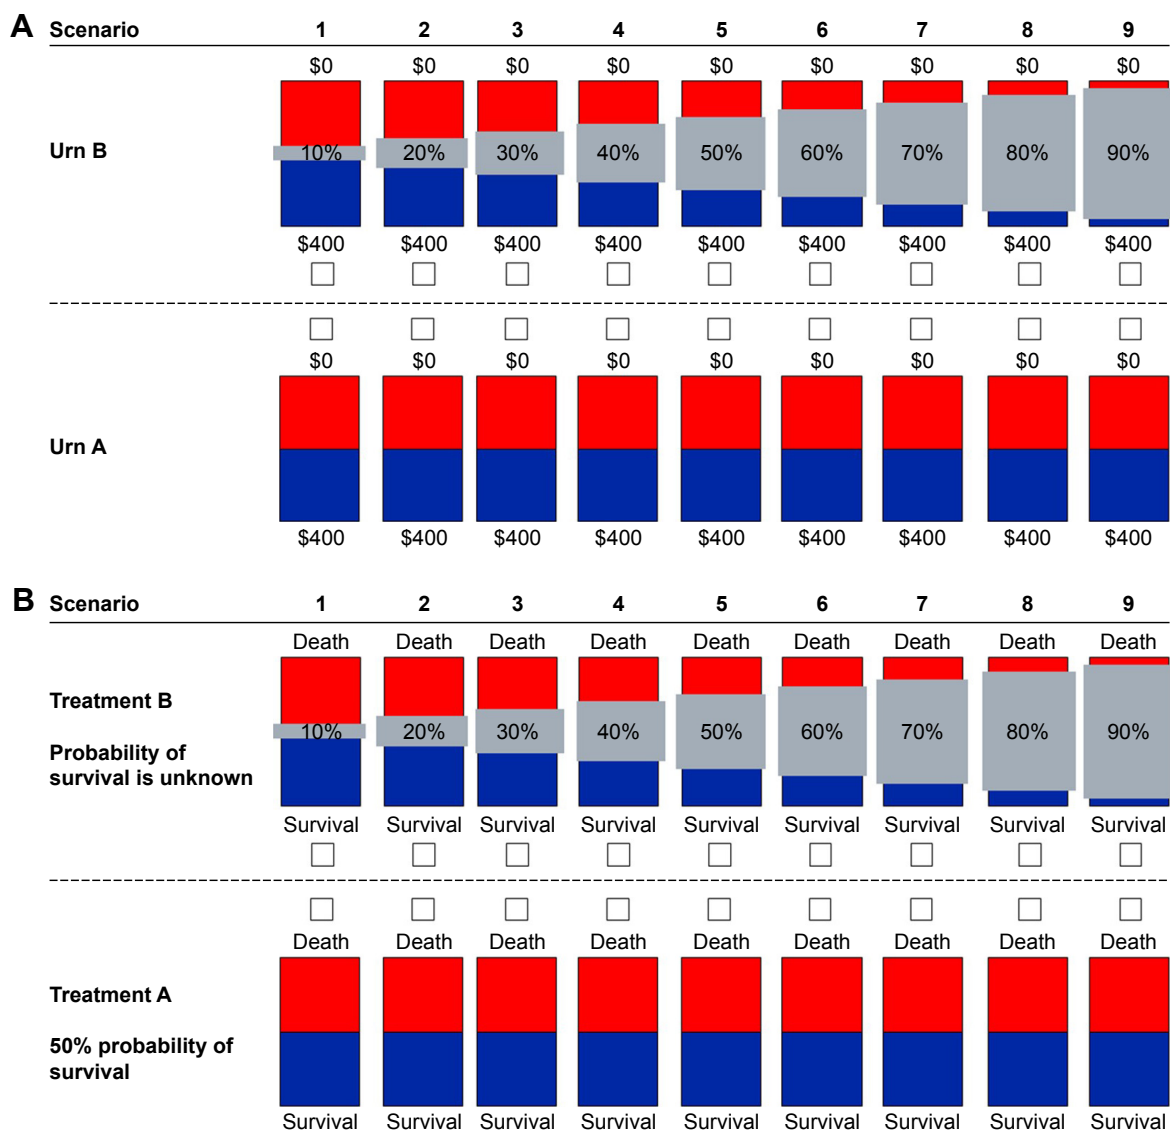 A Scenario 1 2 3 4 5 6 7 8 9
$0 $0 $0 $0 $0 $0 $0 $0 $0
Urn B 10% 20% 30% 40% 50% 60% 70% 80% 90%
$400 $400 $400 $400 $400 $400 $400 $400 $400
$0 $0 $0 $0 $0 $0 $0 $0 $0
Urn A
$400 $400 $400 $400 $400 $400 $400 $400 $400
B Scenario 1 2 3 4 5 6 7 8 9
Death Death Death Death Death Death Death Death Death
Treatment B
10% 20% 30% 40% 50% 60% 70% 80% 90%
Probability of
survival is unknown
Survival Survival Survival Survival Survival Survival Survival Survival Survival
Death Death Death Death Death Death Death Death Death
Treatment A
50% probability of
survival
Survival Survival Survival Survival Survival Survival Survival Survival Survival